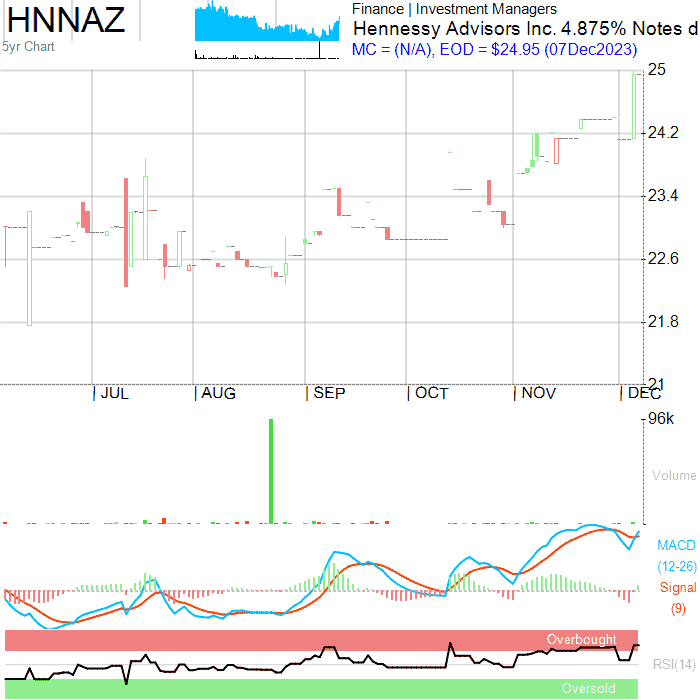 HNNAZ
5yr Chart
Finance | Investment Managers
Hennessy Advisors Inc. 4.875% Notes d
MC = (N/A), EOD = $24.95 (07Dec2023)
25
24.2
23.4
22.6
21.8
21
JUL AUG SEP OCT NOV DEC
96k
Volume
MACD
(12-26)
Signal
(9)
Overbought
RSI(14)
Oversold